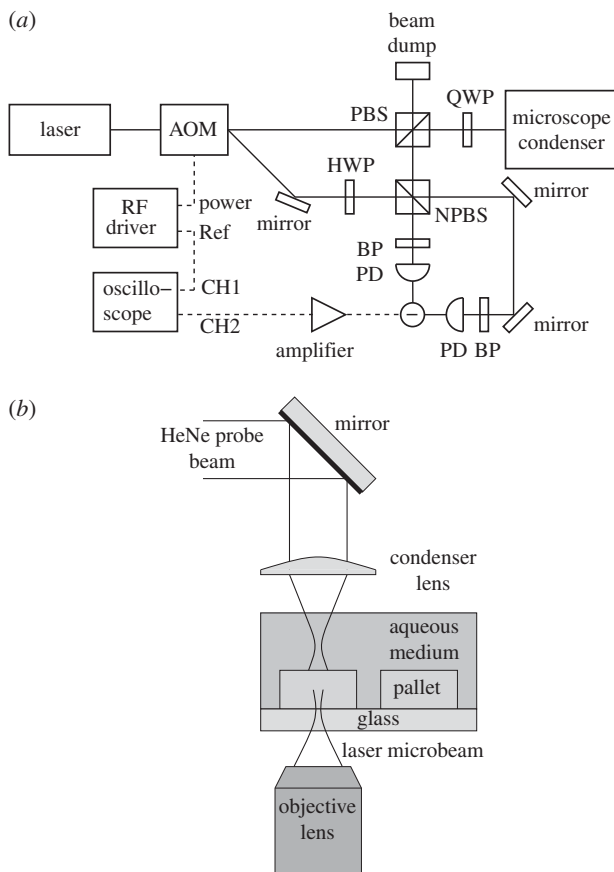 (a)
beam
dump
laser
AOM
PBS
QWP
microscope
condenser
HWP
mirror
RF
driver
power
mirror
NPBS
Ref
BP
PD
oscillo–
scope
CH1
CH2
amplifier
PD BP
mirror
(b)
HeNe probe
beam
mirror
condenser
lens
aqueous
medium
pallet
glass
laser microbeam
objective
lens